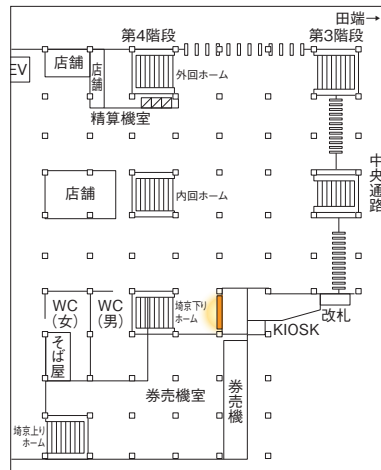 田端→
第4階段
第3階段
EV
店舗
店舗
外回ホーム
精算機室
中央通路
店舗
内回ホーム
WC
(女)
WC
(男)
埼京下り
ホーム
改札
KIOSK
そば屋
券売機室
券売機
埼京上り
ホーム